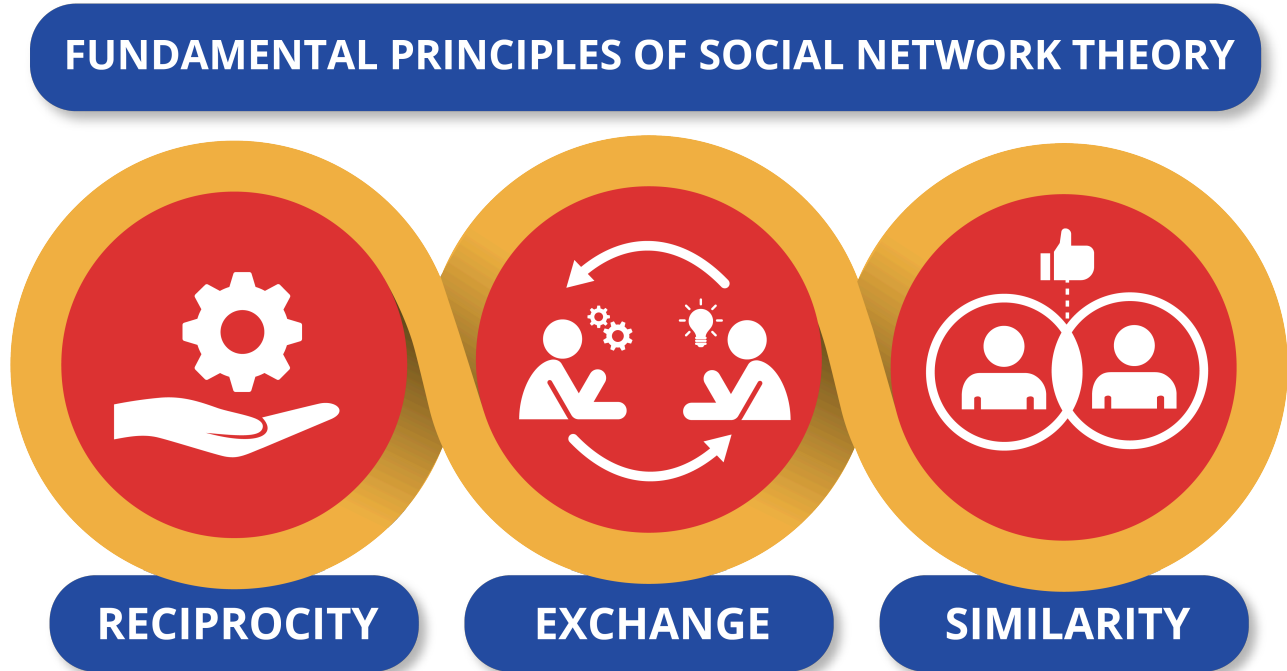 FUNDAMENTAL PRINCIPLES OF SOCIAL NETWORK THEORY
RECIPROCITY
EXCHANGE
SIMILARITY